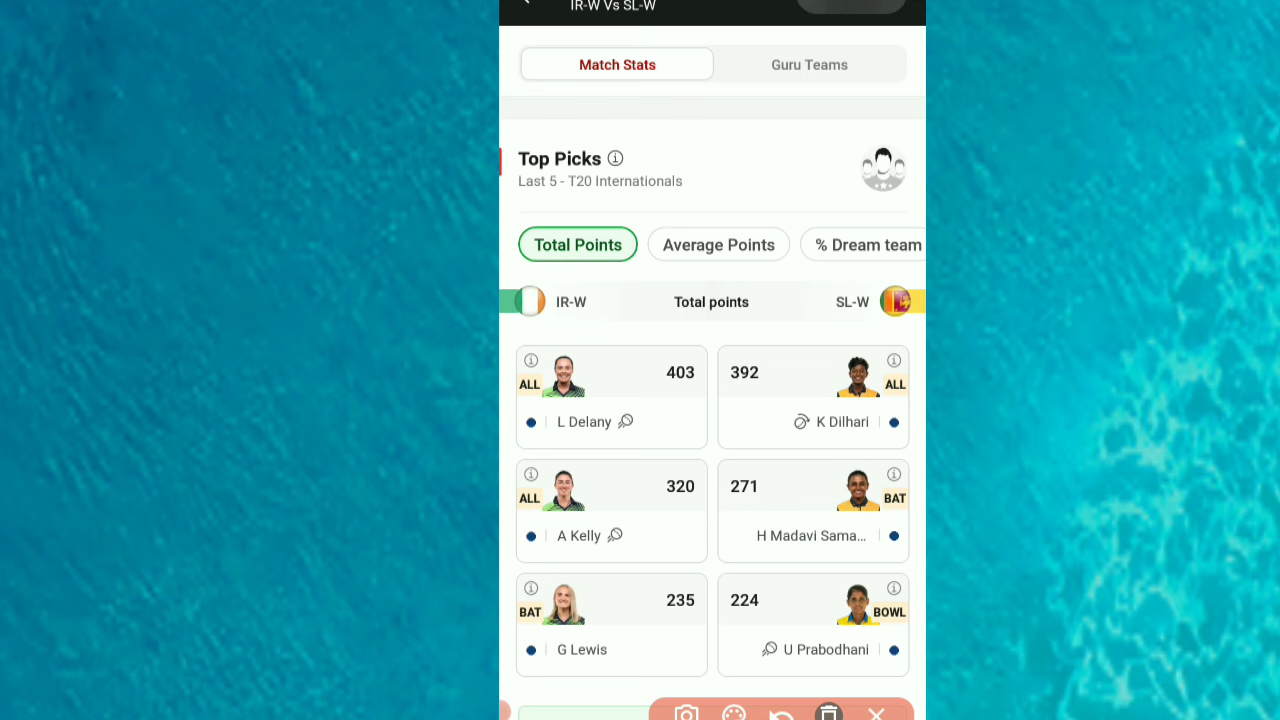 IR-W Vs SL-W
Match Stats
Guru Teams
Top Picks
Last 5 - T20 Internationals
Total Points
Average Points
% Dream team
IR-W
Total points
SL-W
ALL
403
L Delany
392
ALL
K Dilhari
ALL
320
A Kelly
271
BAT
H Madavi Sama...
BAT
235
G Lewis
224
BOWL
U Prabodhani